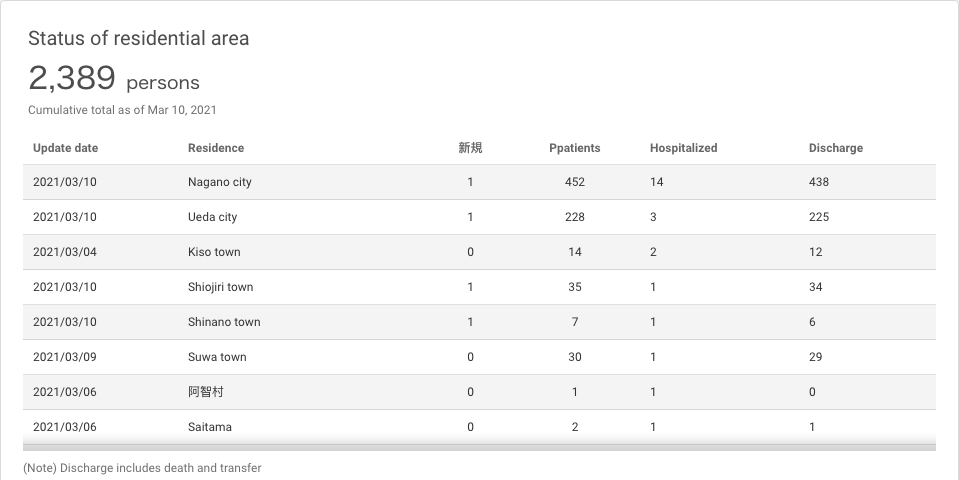 Status of residential area
2,389 persons
Cumulative total as of Mar 10, 2021
Update date Residence 新規 Ppatients Hospitalized Discharge
2021/03/10 Nagano city 1 452 14 438
2021/03/10 Ueda city 1 228 3 225
2021/03/04 Kiso town 0 14 2 12
2021/03/10 Shiojiri town 1 35 1 34
2021/03/10 Shinano town 1 7 1 6
2021/03/09 Suwa town 0 30 1 29
2021/03/06 阿智村 0 1 1 0
2021/03/06 Saitama 0 2 1 1
(Note) Discharge includes death and transfer